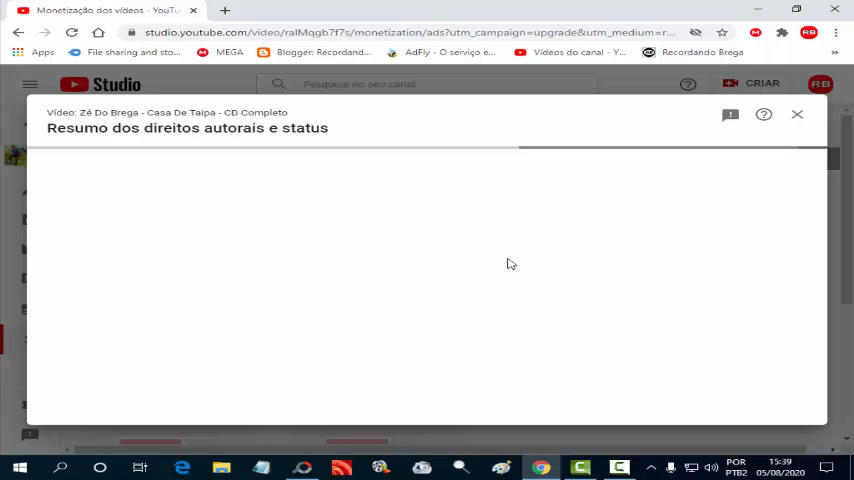 Monetização dos vídeos - YouTu
studio.youtube.com/video/ralMqgb7f7s/monetization/ads?utm_campaign=upgrade&utm_medium=r...
Apps
File sharing and sto...
MEGA
Blogger: Recordand...
AdFly - O serviço e...
Vídeos do canal - Y...
Recordando Brega
»
Studio
Pesquise no seu canal
CRIAR
RB
Vídeo: Zé Do Brega - Casa De Taipa - CD Completo
Resumo dos direitos autorais e status
POR
PTB2
15:39
05/08/2020